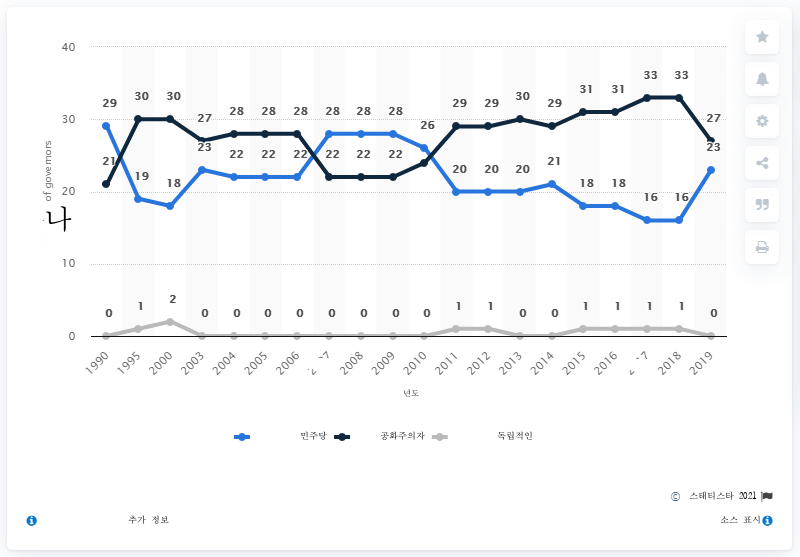 40
30
20
10
0
of governors
나
29 30 30 27 28 28 28 28 28 28 26 29 29 30 29 31 31 33 33 27
21 19 18 23 22 22 22 22 22 22 20 20 20 21 18 18 16 16 23
0 1 2 0 0 0 0 0 0 0 0 1 1 0 0 1 1 1 1 0
1990 1995 2000 2003 2004 2005 2006 2008 2009 2010 2011 2012 2013 2014 2015 2016 2018 2019
년도
민주당 공화주의자 독립적인
© 스태티스타 2021
추가 정보 소스 표시